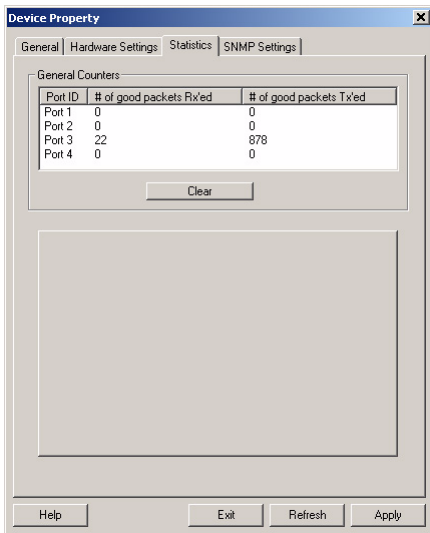 Device Property
General Hardware Settings Statistics SNMP Settings
General Counters
Port ID # of good packets Rx'ed # of good packets Tx'ed
Port 1 0 0
Port 2 0 0
Port 3 22 878
Port 4 0 0
Clear
Help Exit Refresh Apply